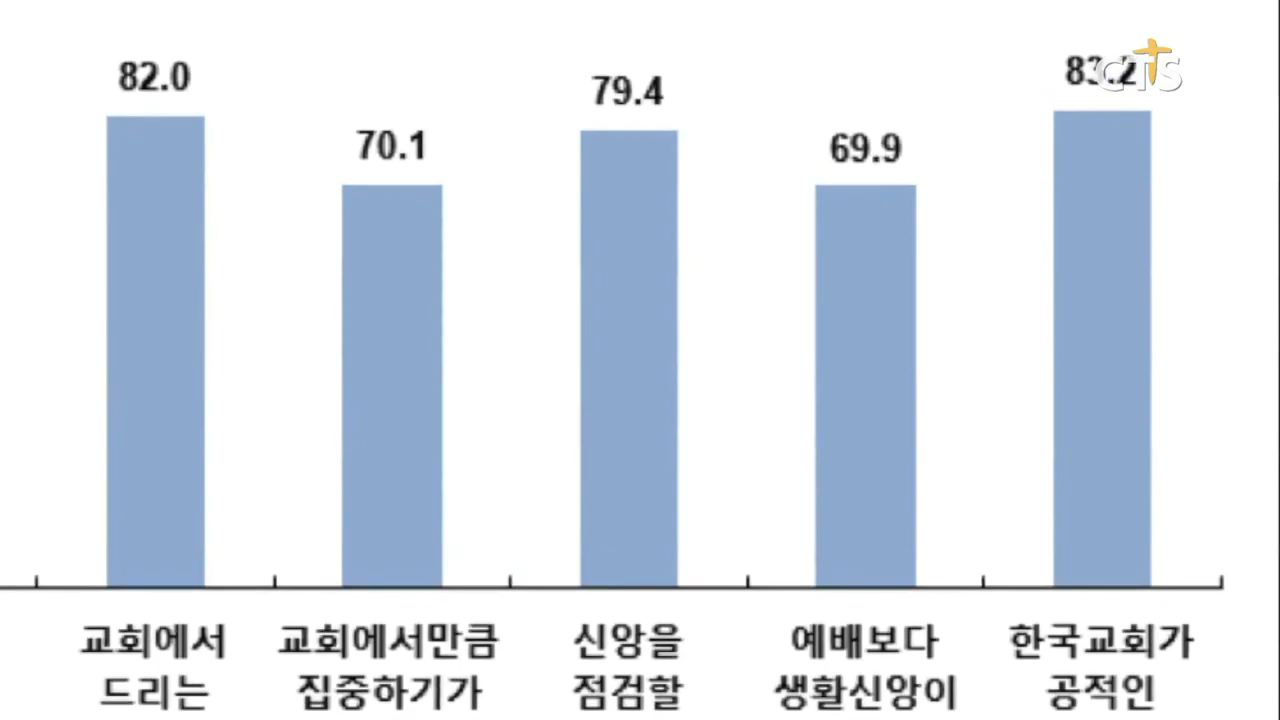 82.0
70.1
79.4
69.9
83.2
CTS
교회에서
드리는
교회에서만큼
집중하기가
신앙을
점검할
예배보다
생활신앙이
한국교회가
공적인